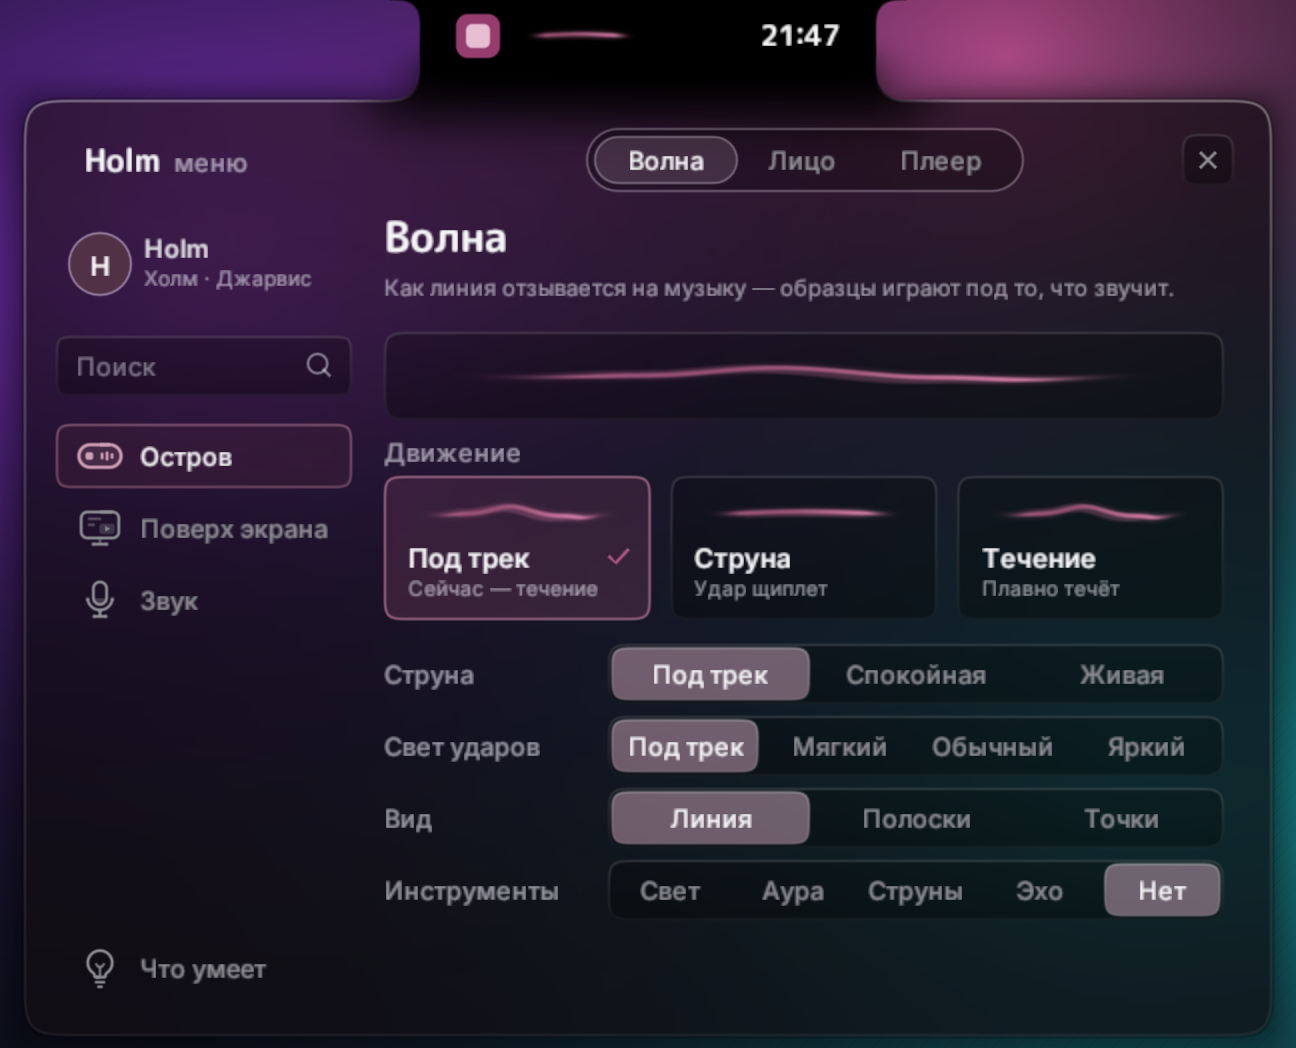 21:47
Holm меню
Волна Лицо Плеер
H
Holm
Холм · Джарвис
Поиск
Остров
Поверх экрана
Звук
Что умеет
Волна
Как линия отзывается на музыку — образцы играют под то, что звучит.
Движение
Под трек
Сейчас — течение
Струна
Удар щиплет
Течение
Плавно течёт
Струна Под трек Спокойная Живая
Свет ударов Под трек Мягкий Обычный Яркий
Вид Линия Полоски Точки
Инструменты Свет Аура Струны Эхо Нет